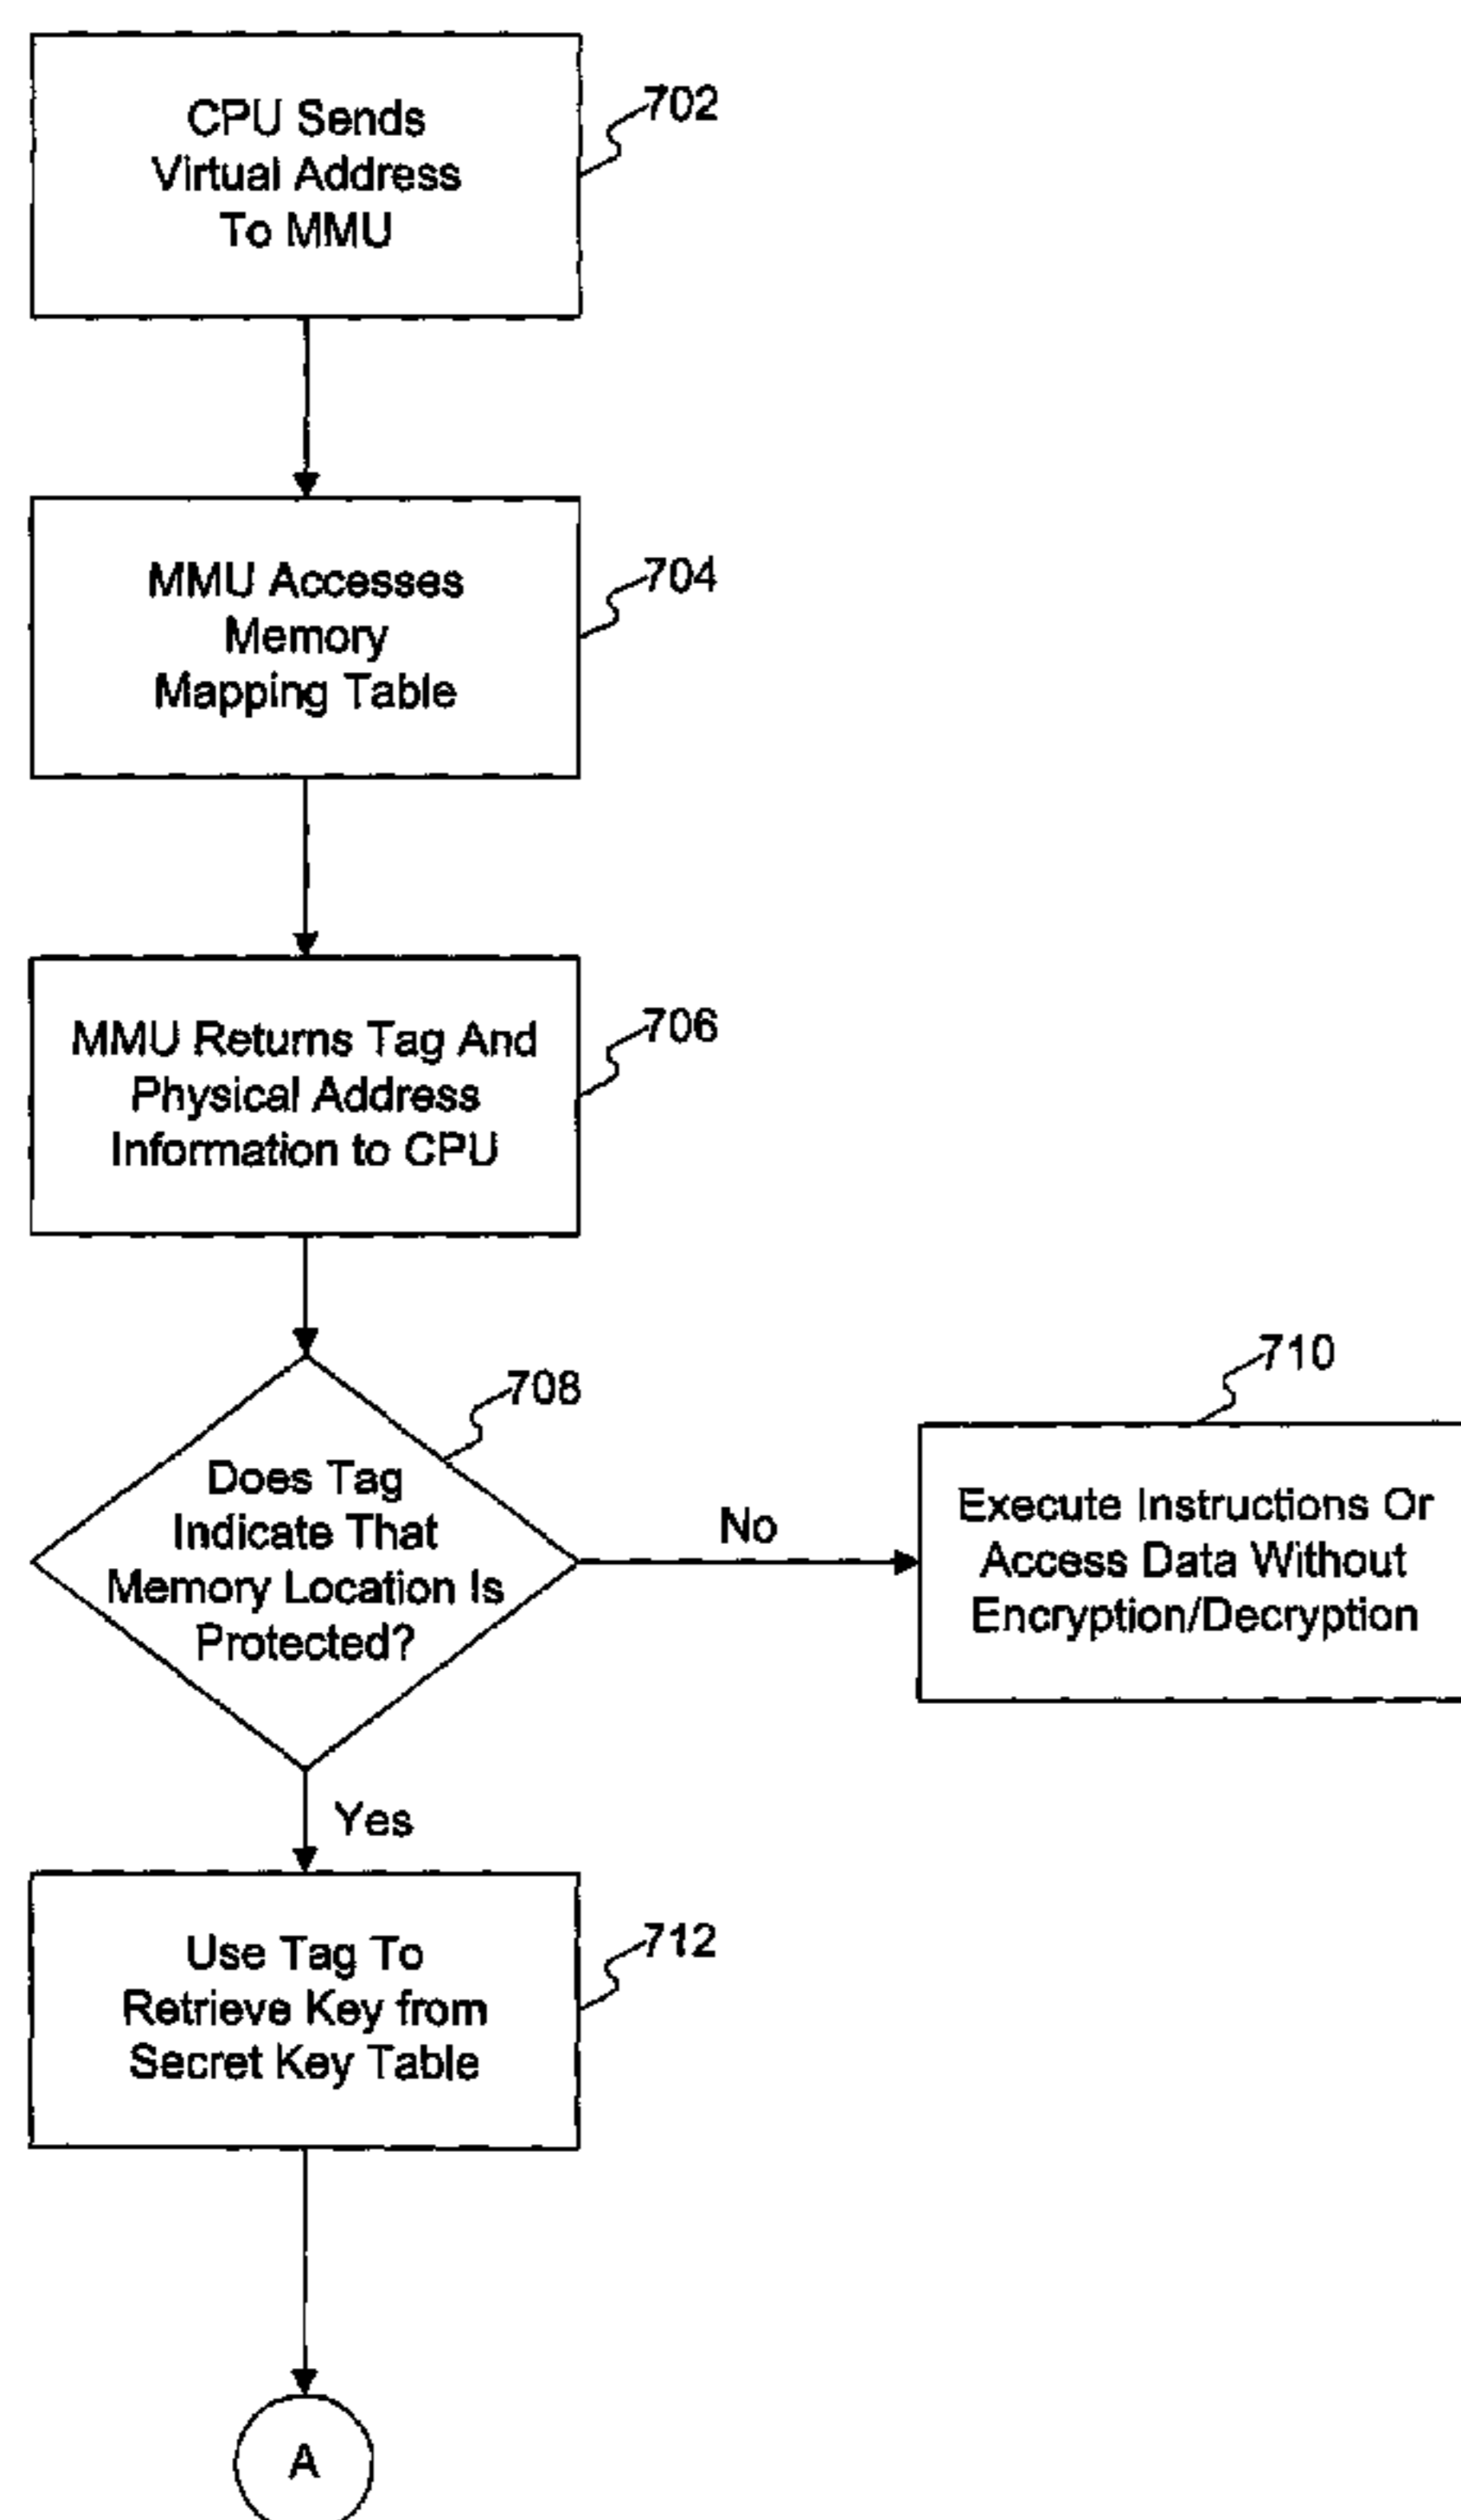 CPU Sends
Virtual Address
To MMU
702
MMU Accesses
Memory
Mapping Table
704
MMU Returns Tag And
Physical Address
Information to CPU
706
708
Does Tag
Indicate That
Memory Location Is
Protected?
No
710
Execute Instructions Or
Access Data Without
Encryption/Decryption
Yes
Use Tag To
Retrieve Key from
Secret Key Table
712
A